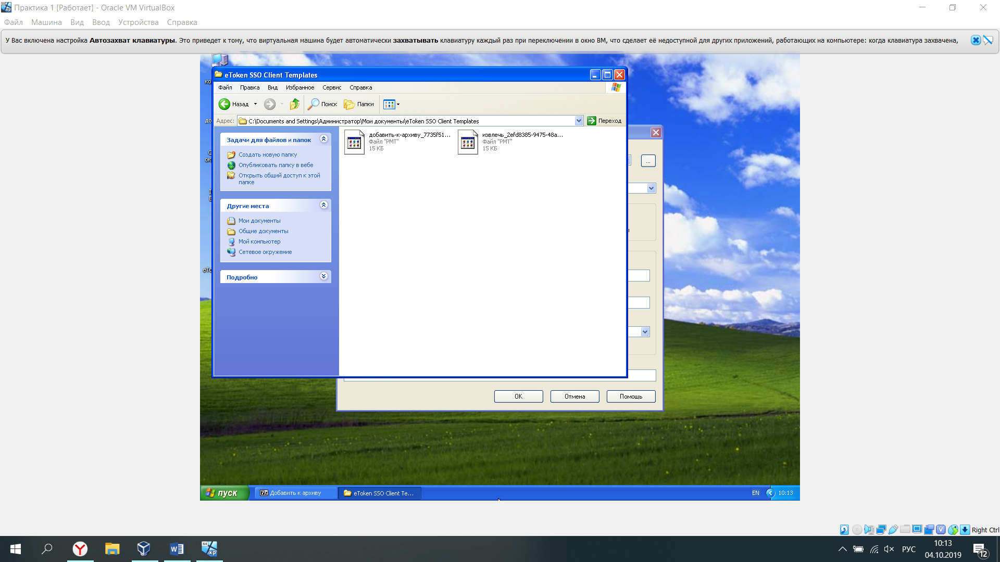 Практика 1 [Работает] - Oracle VM VirtualBox
Файл Машина Вид Ввод Устройства Справка
У Вас включена настройка Автозахват клавиатуры. Это приведет к тому, что виртуальная машина будет автоматически захватывать клавиатуру каждый раз при переключении в окно ВМ, что сделает её недоступной для других приложений, работающих на компьютере: когда клавиатура захвачена,
eToken SSO Client Templates
Файл Правка Вид Избранное Сервис Справка
Назад Поиск Папки
Адрес: C:\Documents and Settings\Администратор\Мои документы\eToken SSO Client Templates Переход
Задачи для файлов и папок
Создать новую папку
Опубликовать папку в вебе
Открыть общий доступ к этой
папке
Другие места
Мои документы
Общие документы
Мой компьютер
Сетевое окружение
Подробно
добавить-к-архиву_7735f51...
Файл "PMT"
15 КБ
извлечь_2efd8385-9475-48a...
Файл "PMT"
15 КБ
...
OK Отмена Помощь
пуск
Добавить к архиву
eToken SSO Client Te...
EN 10:13
Right Ctrl
РУС
10:13
04.10.2019
12